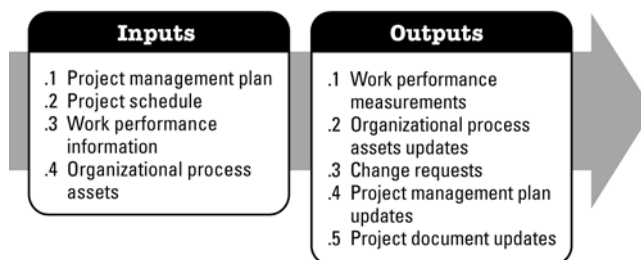 Inputs
.1 Project management plan
.2 Project schedule
.3 Work performance
information
.4 Organizational process
assets
Outputs
.1 Work performance
measurements
.2 Organizational process
assets updates
.3 Change requests
.4 Project management plan
updates
.5 Project document updates